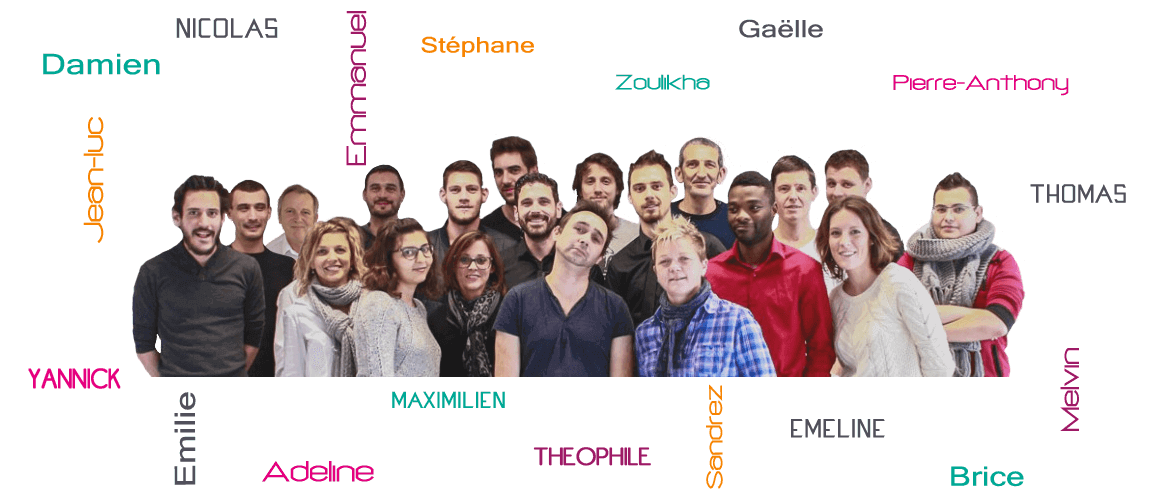 NICOLAS
Emmanuel
Stéphane
Gaëlle
Damien
Zoulikha
Pierre-Anthony
Jean-luc
THOMAS
YANNICK
Emilie
MAXIMILIEN
Sandrez
EMELINE
Melvin
Adeline
THEOPHILE
Brice